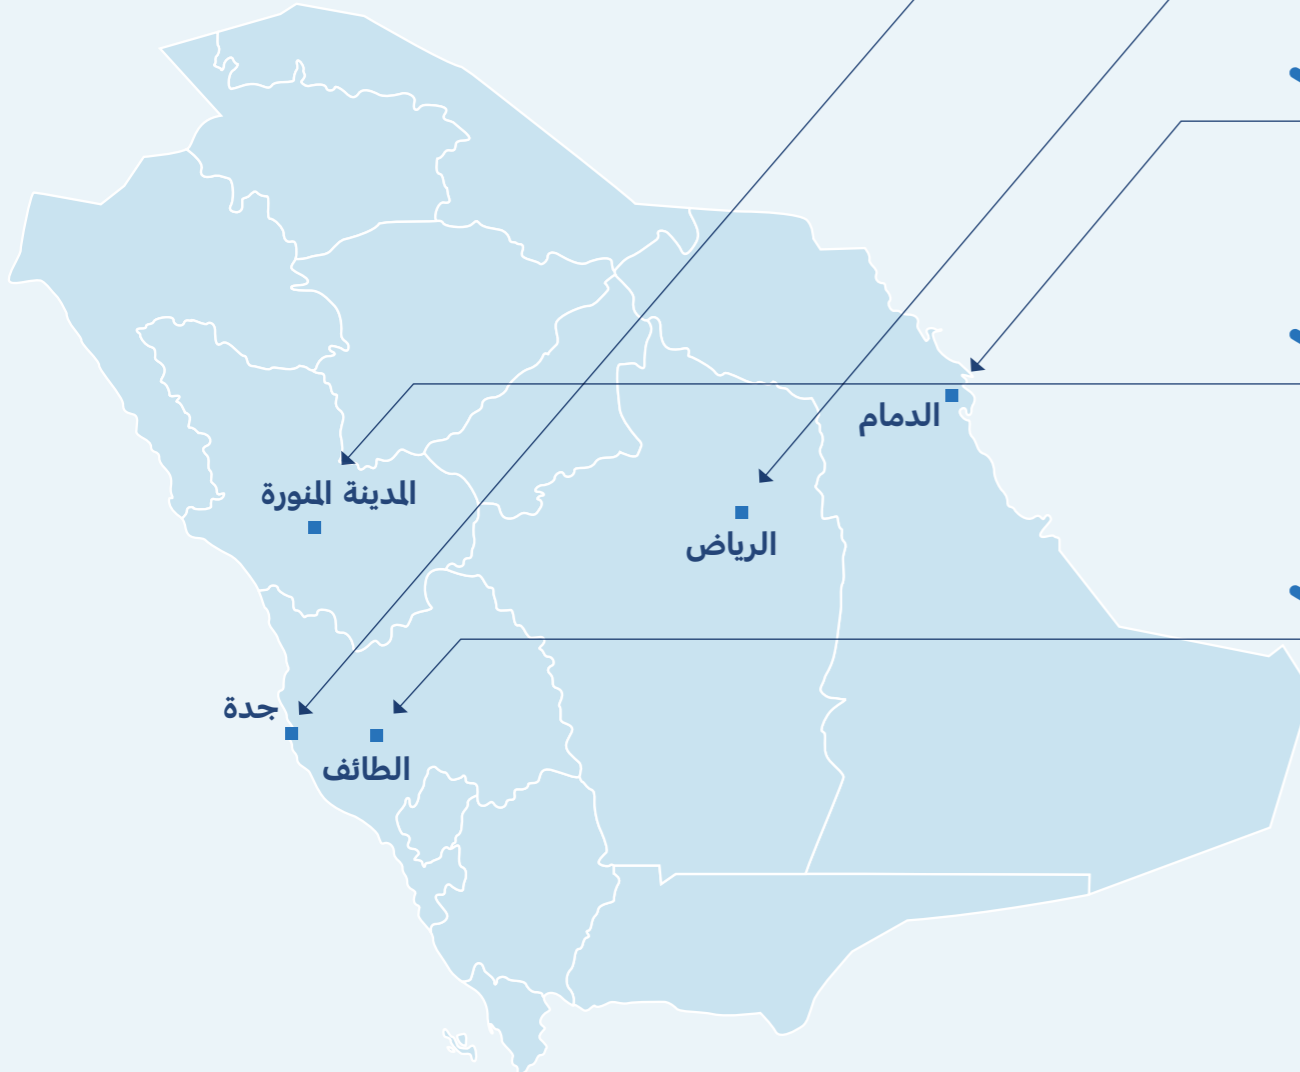 الدمام
المدينة المنورة
الرياض
جدة
الطائف